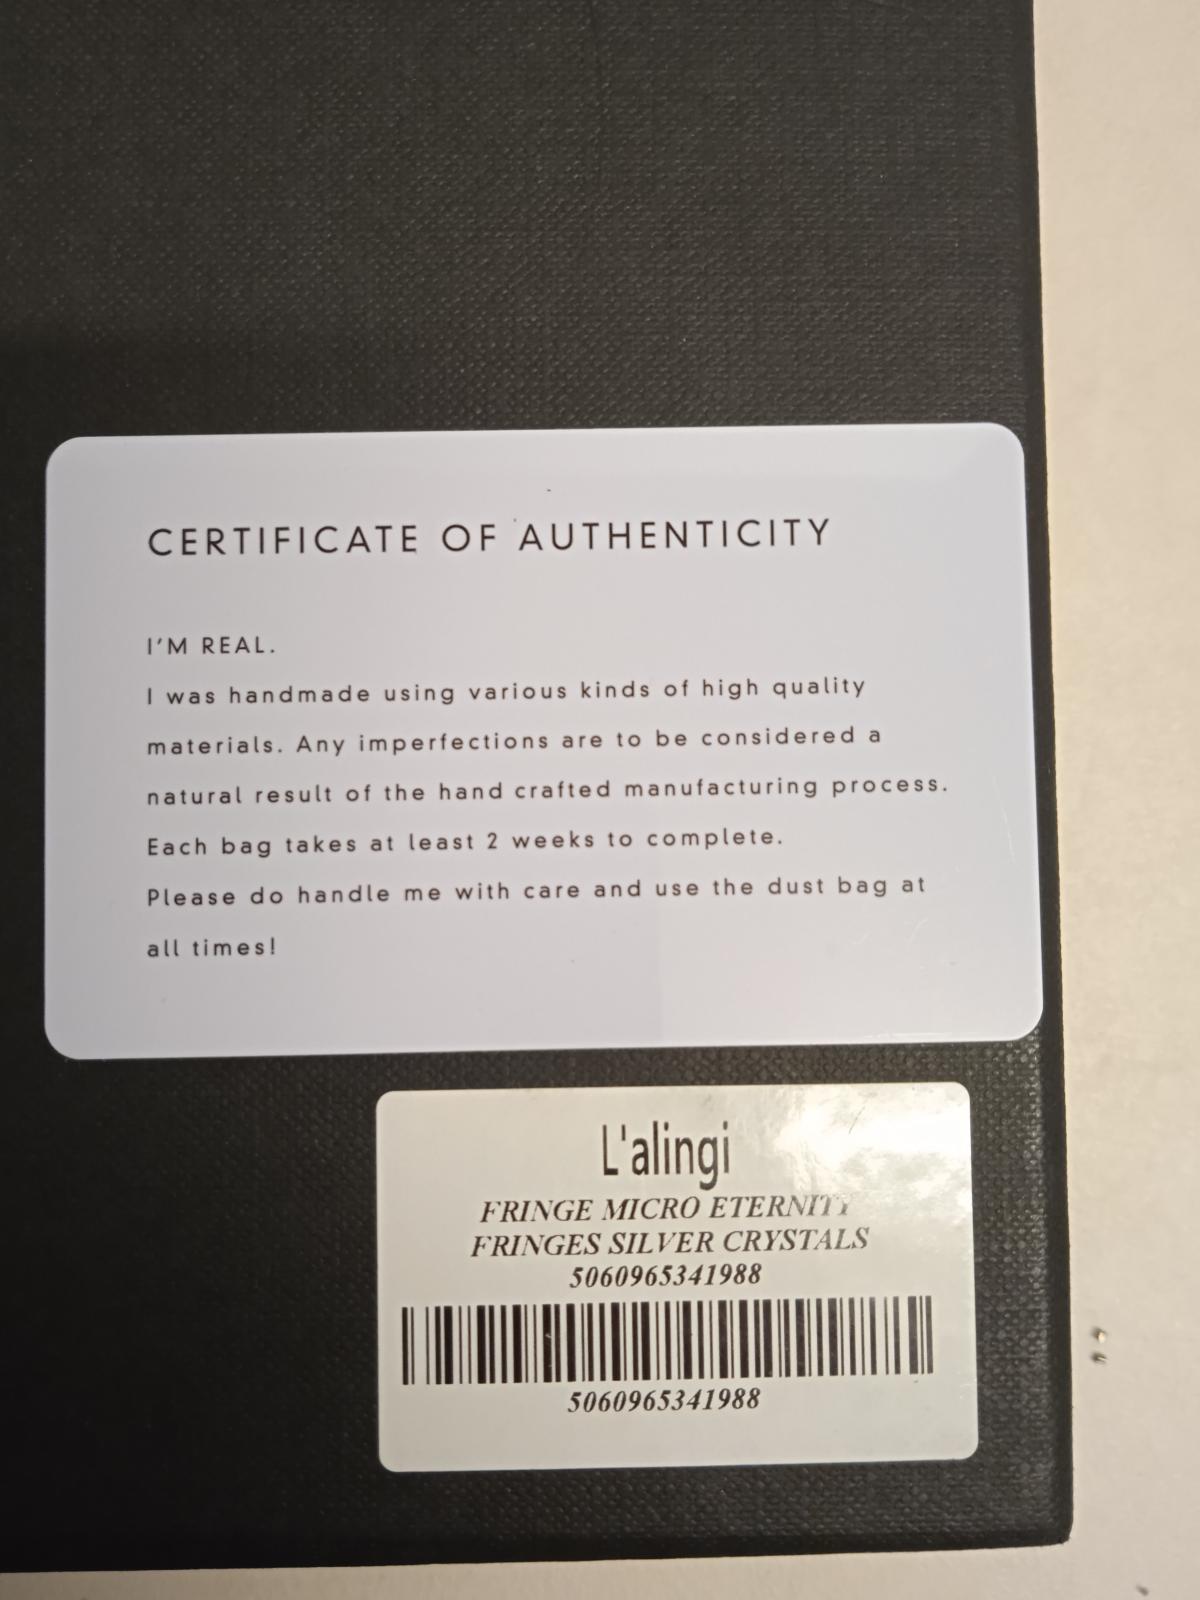 CERTIFICATE OF AUTHENTICITY
I'M REAL.
I was handmade using various kinds of high quality
materials. Any imperfections are to be considered a
natural result of the hand crafted manufacturing process.
Each bag takes at least 2 weeks to complete.
Please do handle me with care and use the dust bag at
all times!
L'alingi
FRINGE MICRO ETERNITY
FRINGES SILVER CRYSTALS
5060965341988
5060965341988